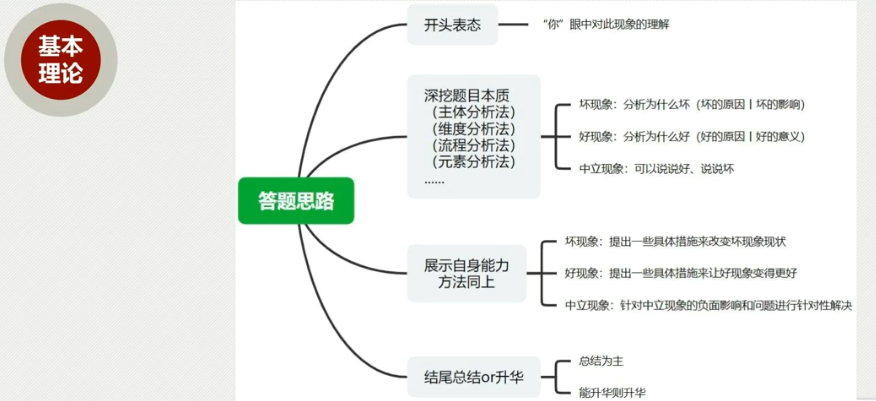 基本
理论
答题思路
开头表态
“你”眼中对此现象的理解
深挖题目本质
（主体分析法）
（维度分析法）
（流程分析法）
（元素分析法）
……
坏现象：分析为什么坏（坏的原因丨坏的影响）
好现象：分析为什么好（好的原因丨好的意义）
中立现象：可以说说好、说说坏
展示自身能力
方法同上
坏现象：提出一些具体措施来改变坏现象现状
好现象：提出一些具体措施来让好现象变得更好
中立现象：针对中立现象的负面影响和问题进行针对性解决
结尾总结or升华
总结为主
能升华则升华